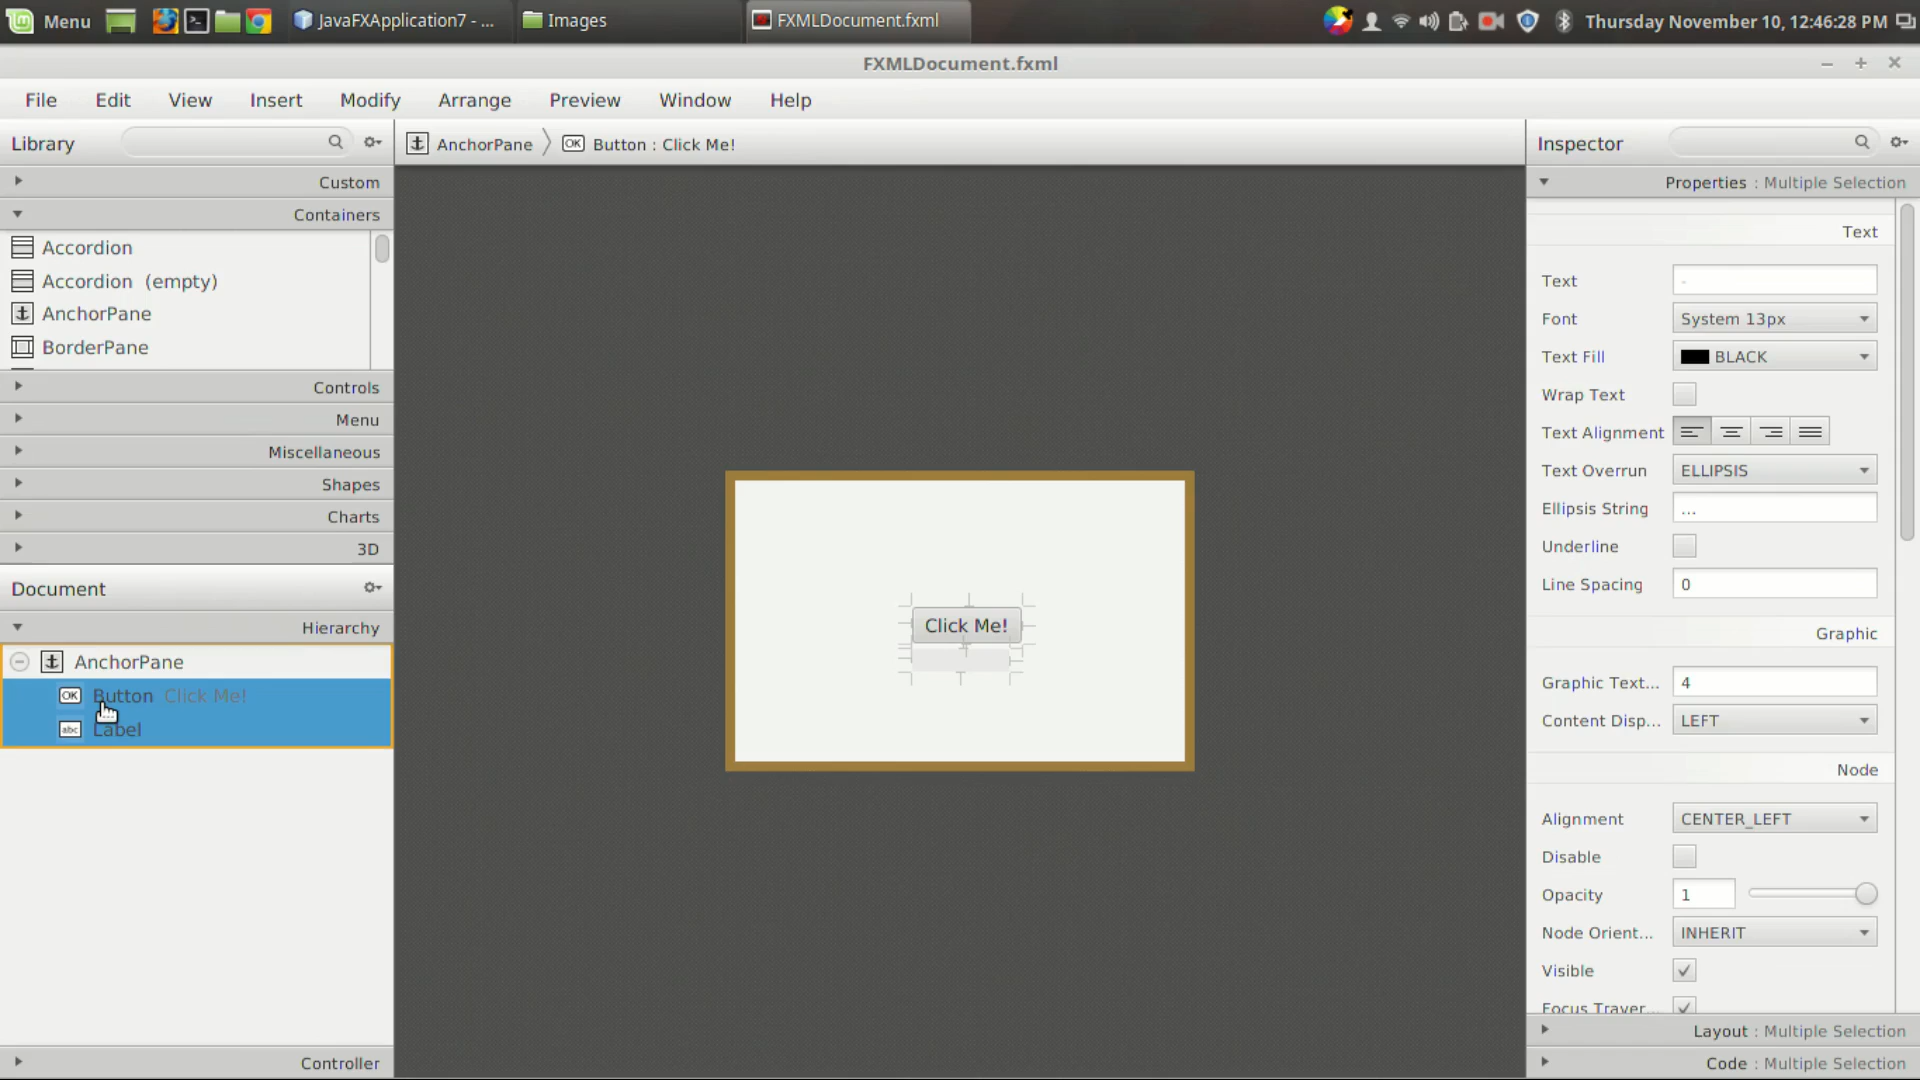 Menu
JavaFXApplication7 - ...
Images
FXMLDocument.fxml
Thursday November 10, 12:46:28 PM
FXMLDocument.fxml
File Edit View Insert Modify Arrange Preview Window Help
Library
AnchorPane
OK
Button : Click Me!
Inspector
Custom
Containers
Accordion
Accordion (empty)
AnchorPane
BorderPane
Controls
Menu
Miscellaneous
Shapes
Charts
3D
Document
Hierarchy
AnchorPane
OK Button Click Me!
abc Label
Controller
Click Me!
Properties : Multiple Selection
Text
Text -
Font System 13px
Text Fill BLACK
Wrap Text
Text Alignment
Text Overrun ELLIPSIS
Ellipsis String ...
Underline
Line Spacing 0
Graphic
Graphic Text... 4
Content Disp... LEFT
Node
Alignment CENTER_LEFT
Disable
Opacity 1
Node Orient... INHERIT
Visible
Focus Traver...
Layout : Multiple Selection
Code : Multiple Selection